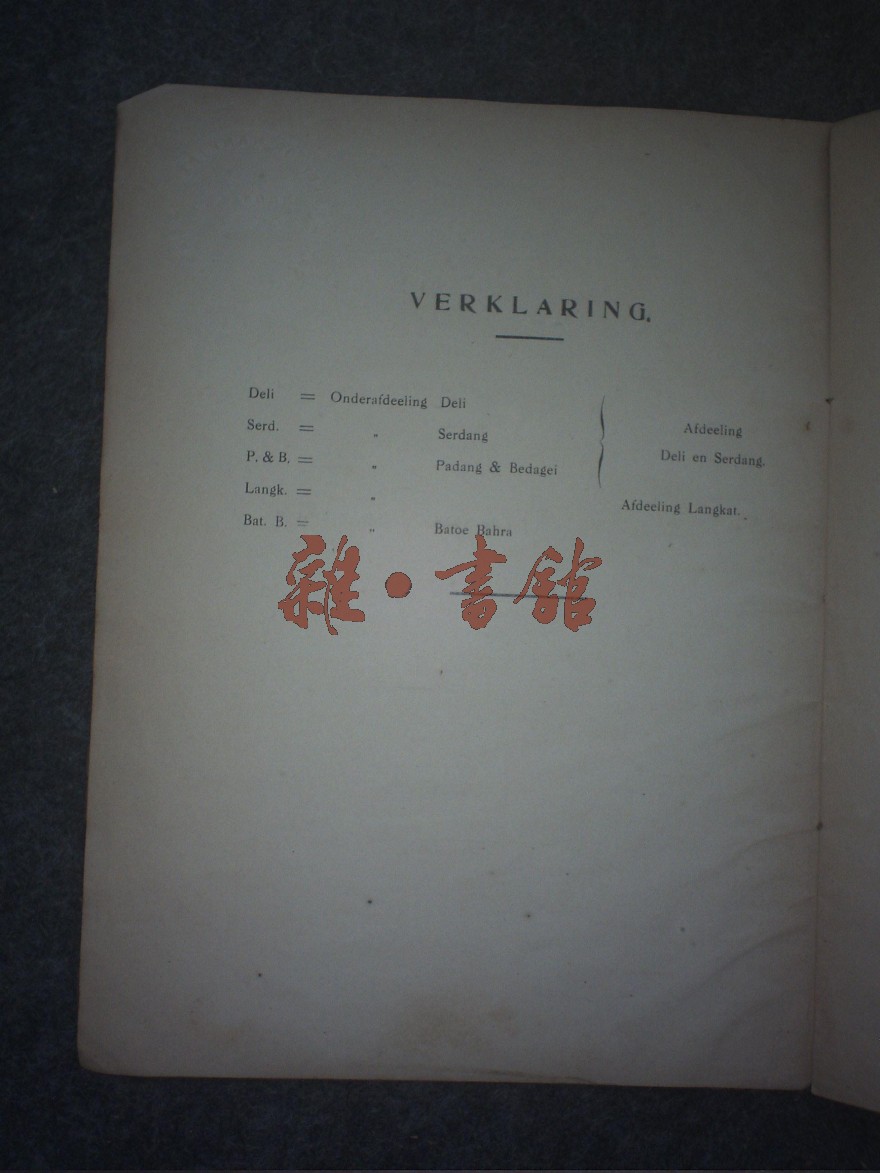 VERKLARING.
Deli = Onderafdeeling Deli
Serd. = „ Serdang
Afdeeling
P. & B. = „ Padang & Bedagei
Deli en Serdang.
Langk. = „ Afdeeling Langkat.
Bat. B. = „ Batoe Bahra
雜·書館